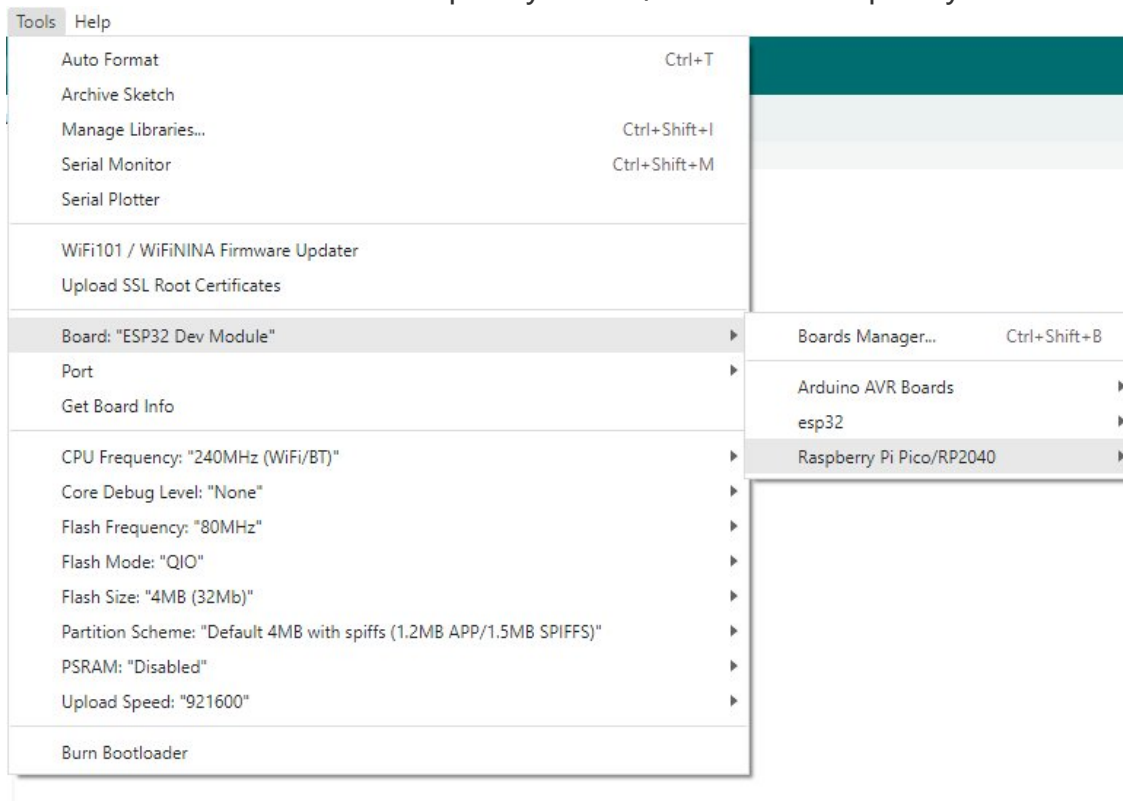 Tools Help
Auto Format Ctrl+T
Archive Sketch
Manage Libraries... Ctrl+Shift+I
Serial Monitor Ctrl+Shift+M
Serial Plotter
WiFi101 / WiFiNINA Firmware Updater
Upload SSL Root Certificates
Board: "ESP32 Dev Module"
Port
Get Board Info
CPU Frequency: "240MHz (WiFi/BT)"
Core Debug Level: "None"
Flash Frequency: "80MHz"
Flash Mode: "QIO"
Flash Size: "4MB (32Mb)"
Partition Scheme: "Default 4MB with spiffs (1.2MB APP/1.5MB SPIFFS)"
PSRAM: "Disabled"
Upload Speed: "921600"
Burn Bootloader
Boards Manager... Ctrl+Shift+B
Arduino AVR Boards
esp32
Raspberry Pi Pico/RP2040